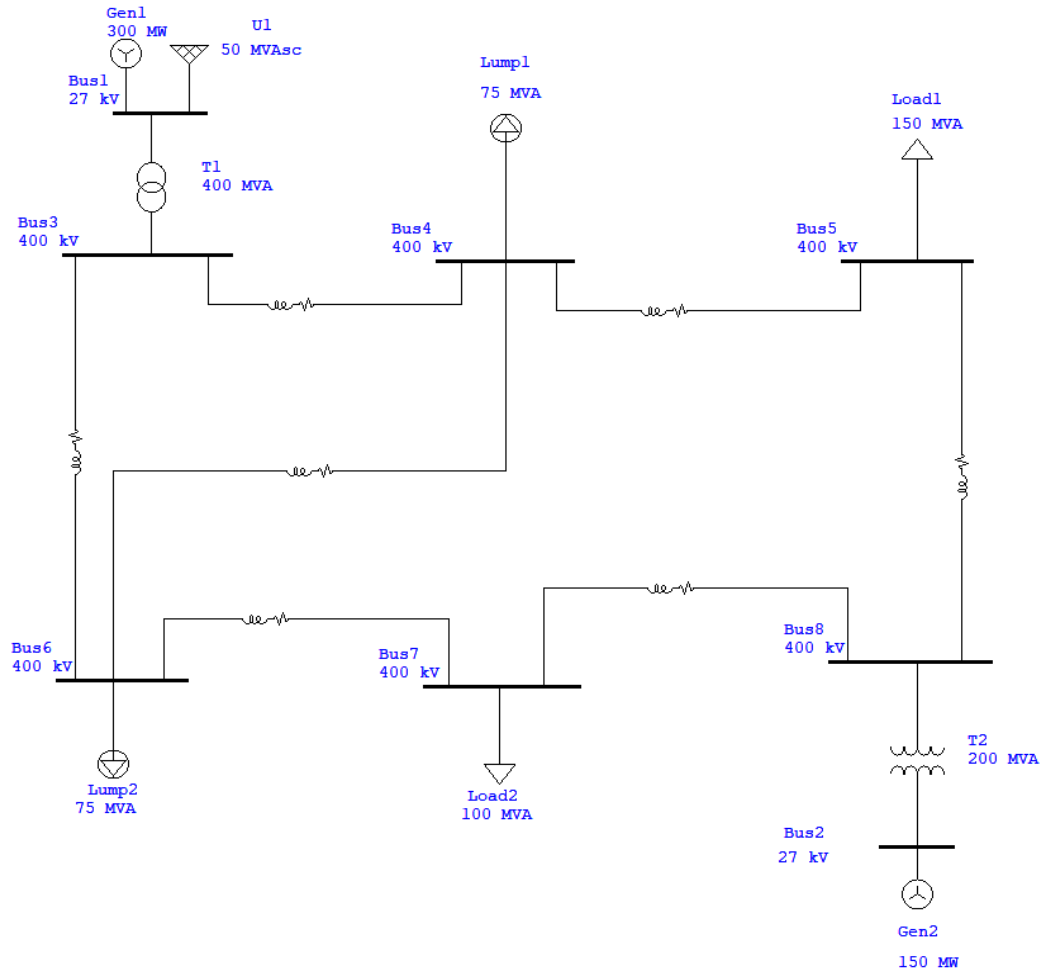 Gen1
300 MW
U1
50 MVAsc
Bus1
27 kV
Lump1
75 MVA
Load1
150 MVA
T1
400 MVA
Bus3
400 kV
Bus4
400 kV
Bus5
400 kV
Bus6
400 kV
Bus7
400 kV
Bus8
400 kV
T2
200 MVA
Lump2
75 MVA
Load2
100 MVA
Bus2
27 kV
Gen2
150 MW